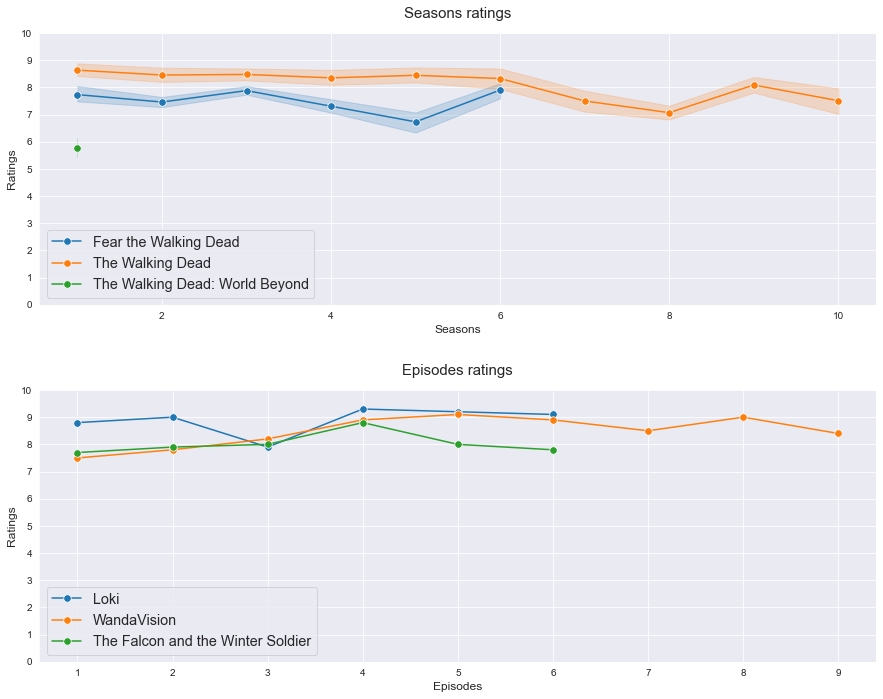 Seasons ratings
10
9
8
7
6
5
4
3
2
1
0
Ratings
Fear the Walking Dead
The Walking Dead
The Walking Dead: World Beyond
2 4 6 8 10
Seasons
Episodes ratings
10
9
8
7
6
5
4
3
2
1
0
Ratings
Loki
WandaVision
The Falcon and the Winter Soldier
1 2 3 4 5 6 7 8 9
Episodes